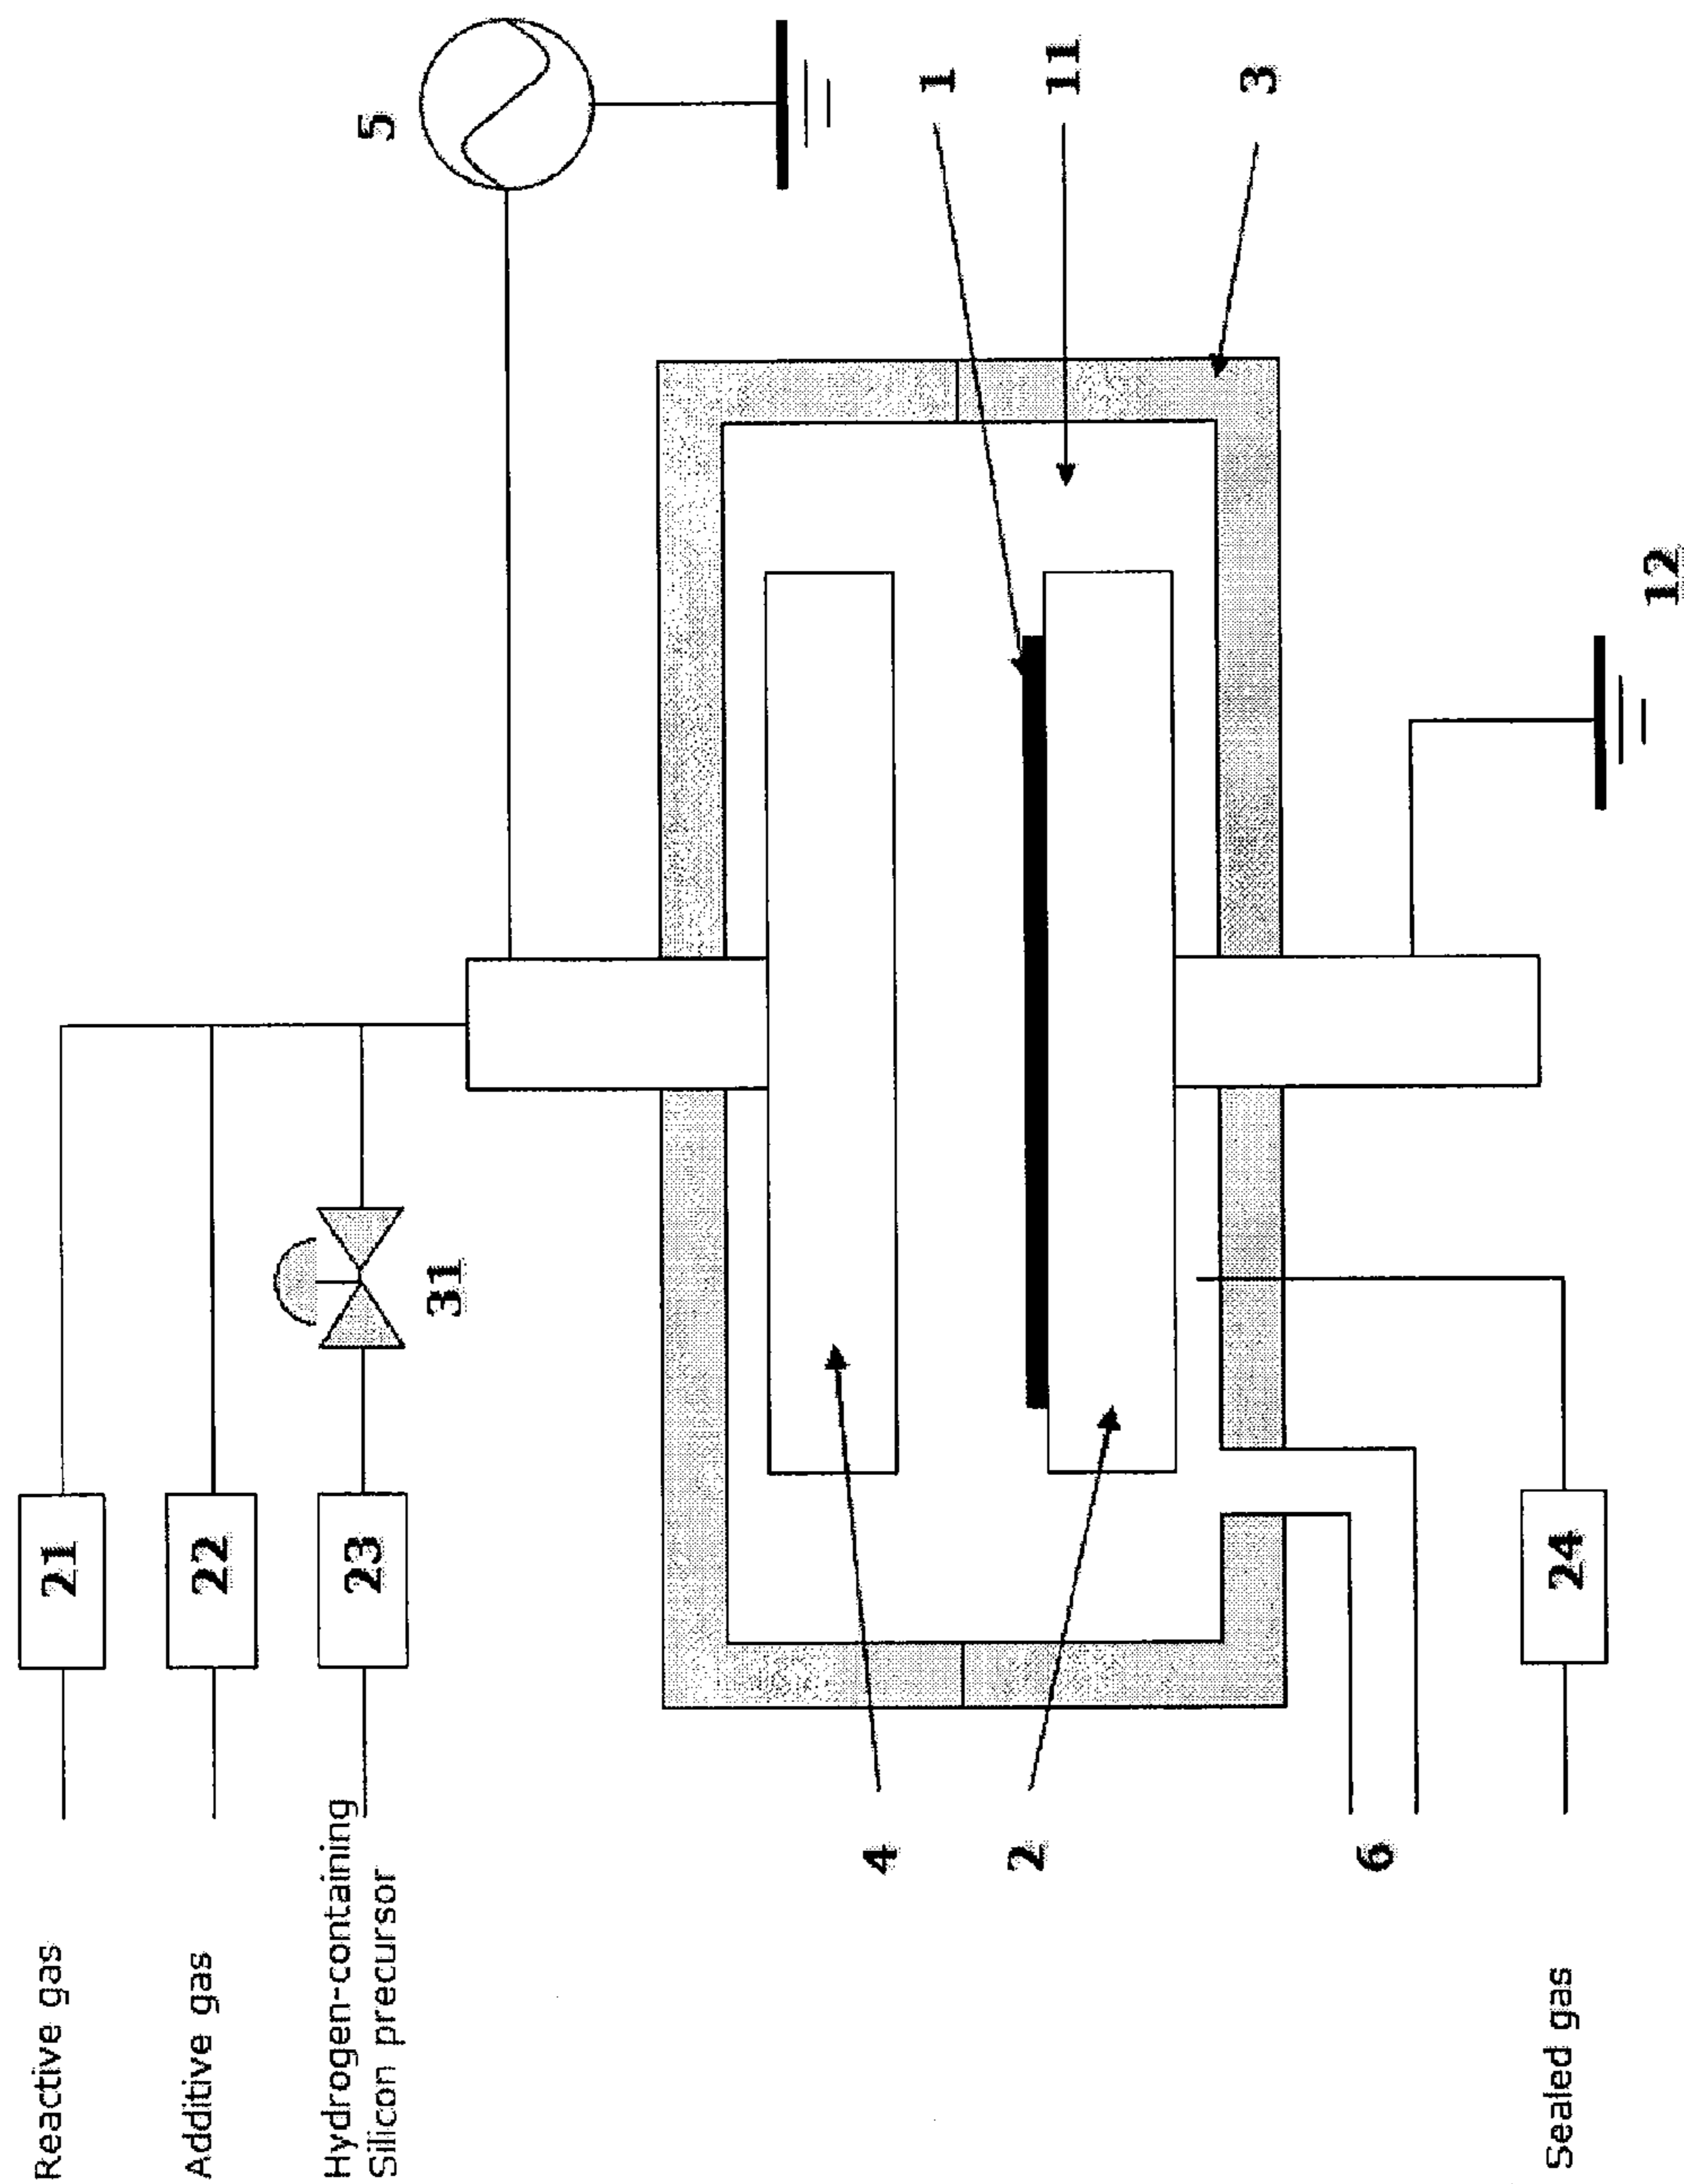 Reactive gas
21
Additive gas
22
Hydrogen-containing
Silicon precursor
23
31
5
1
11
3
4
2
6
12
Sealed gas
24